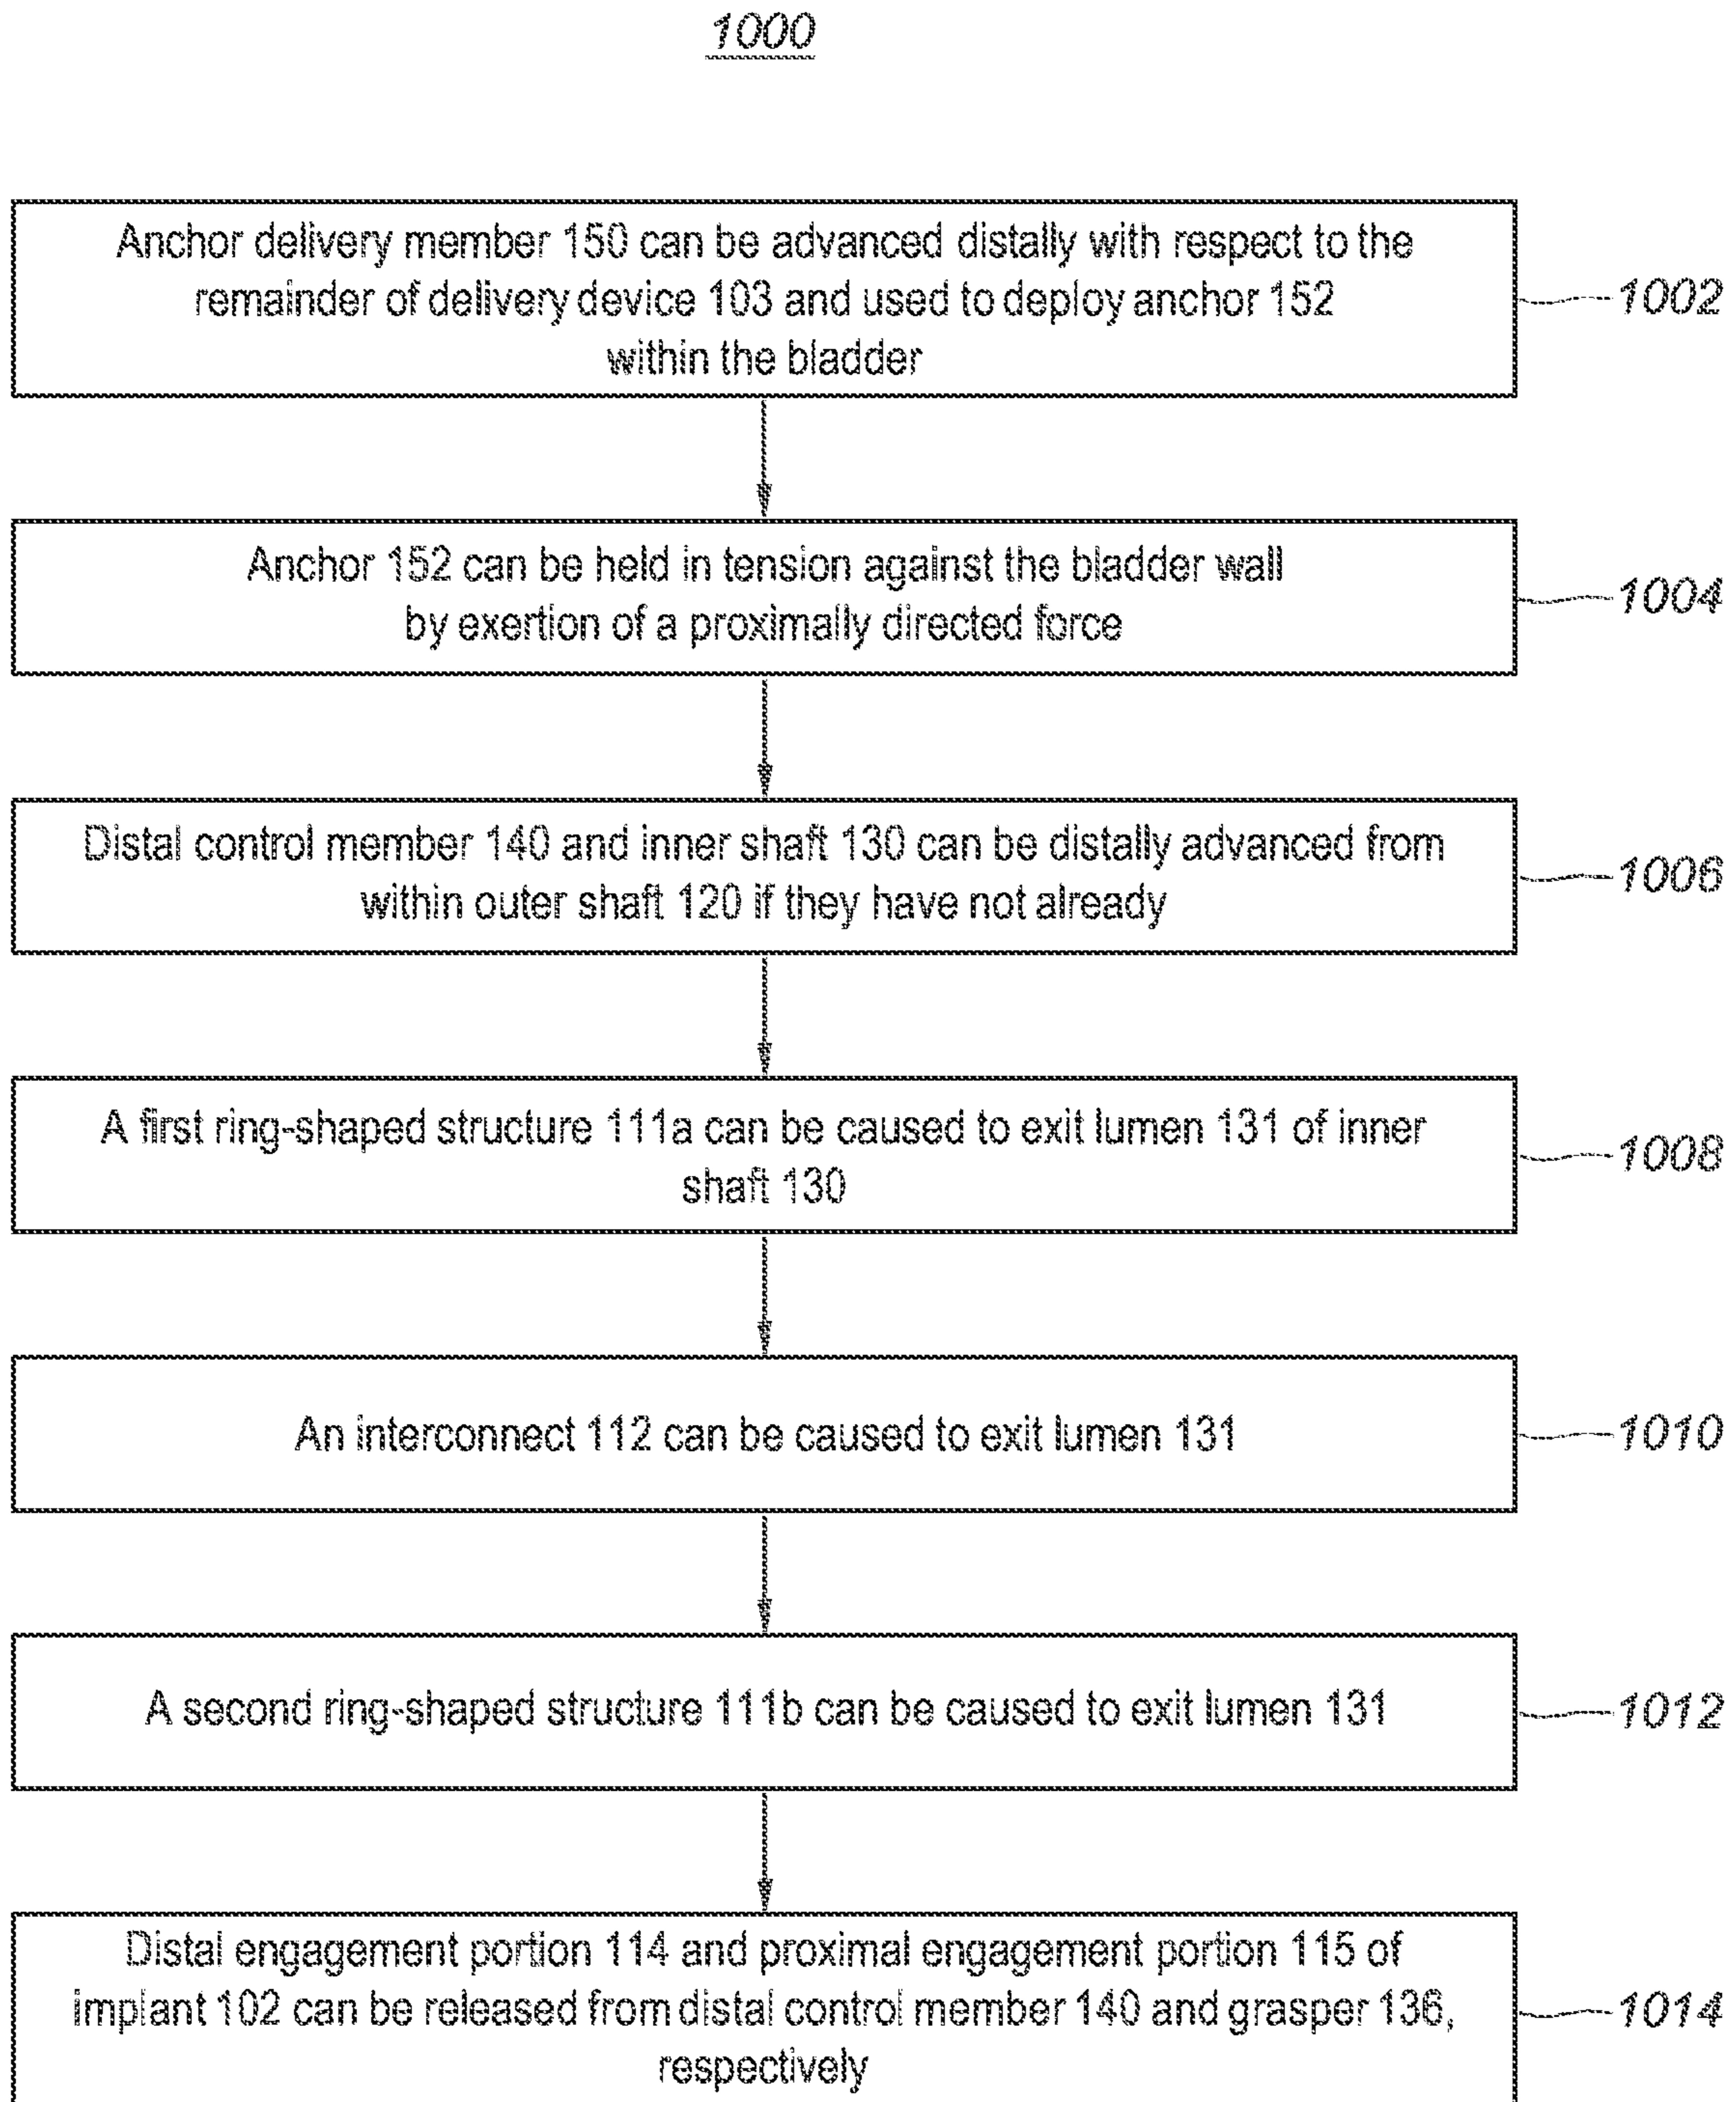 1000
Anchor delivery member 150 can be advanced distally with respect to the
remainder of delivery device 103 and used to deploy anchor 152
within the bladder
1002
Anchor 152 can be held in tension against the bladder wall
by exertion of a proximally directed force
1004
Distal control member 140 and inner shaft 130 can be distally advanced from
within outer shaft 120 if they have not already
1006
A first ring-shaped structure 111a can be caused to exit lumen 131 of inner
shaft 130
1008
An interconnect 112 can be caused to exit lumen 131
1010
A second ring-shaped structure 111b can be caused to exit lumen 131
1012
Distal engagement portion 114 and proximal engagement portion 115 of
implant 102 can be released from distal control member 140 and grasper 136,
respectively
1014